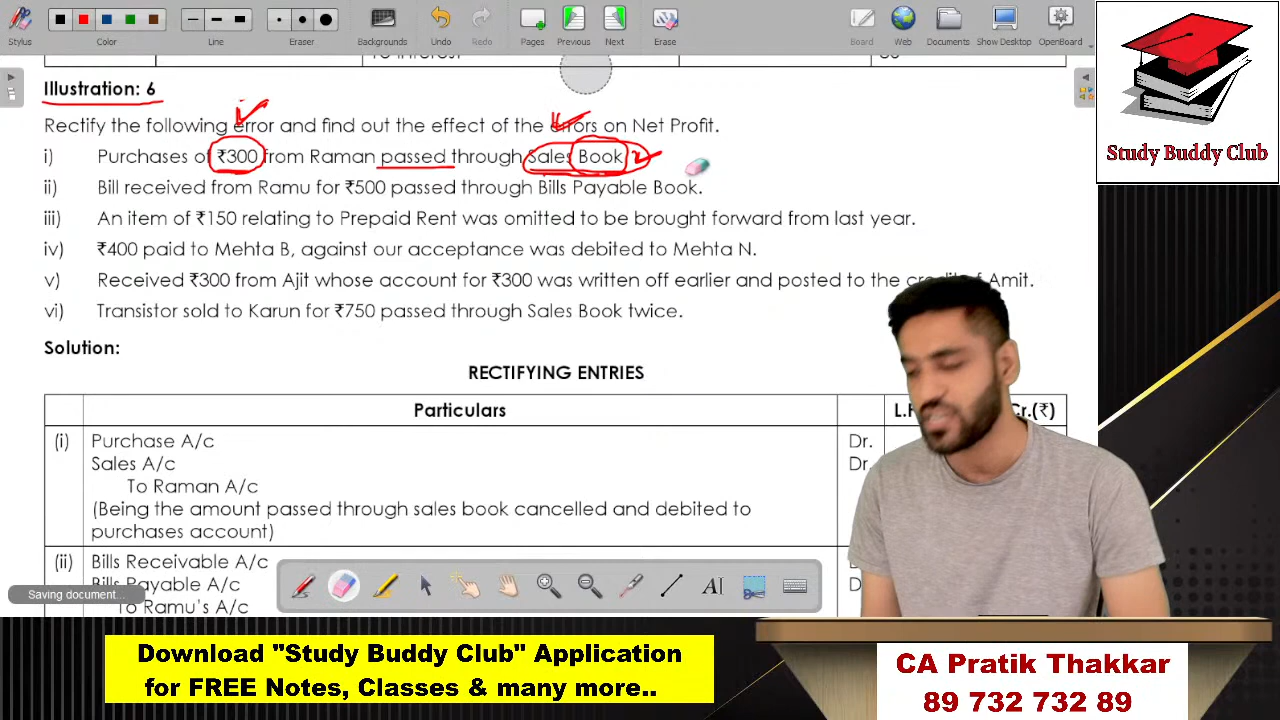 Stylus
Color
Line
Eraser
Backgrounds
Undo
Redo
Pages
Previous
Next
Erase
Board
Web
Documents
Show Desktop
OpenBoard
Study Buddy Club
Illustration: 6
Rectify the following error and find out the effect of the errors on Net Profit.
i) Purchases of ₹300 from Raman passed through Sales Book
ii) Bill received from Ramu for ₹500 passed through Bills Payable Book.
iii) An item of ₹150 relating to Prepaid Rent was omitted to be brought forward from last year.
iv) ₹400 paid to Mehta B, against our acceptance was debited to Mehta N.
v) Received ₹300 from Ajit whose account for ₹300 was written off earlier and posted to the credit of Amit.
vi) Transistor sold to Karun for ₹750 passed through Sales Book twice.
Solution:
RECTIFYING ENTRIES
Particulars Cr.(₹)
(i) Purchase A/c Dr.
Sales A/c Dr.
To Raman A/c
(Being the amount passed through sales book cancelled and debited to
purchases account)
(ii) Bills Receivable A/c
Bills Payable A/c
To Ramu's A/c
Saving document...
Download "Study Buddy Club" Application
for FREE Notes, Classes & many more..
CA Pratik Thakkar
89 732 732 89